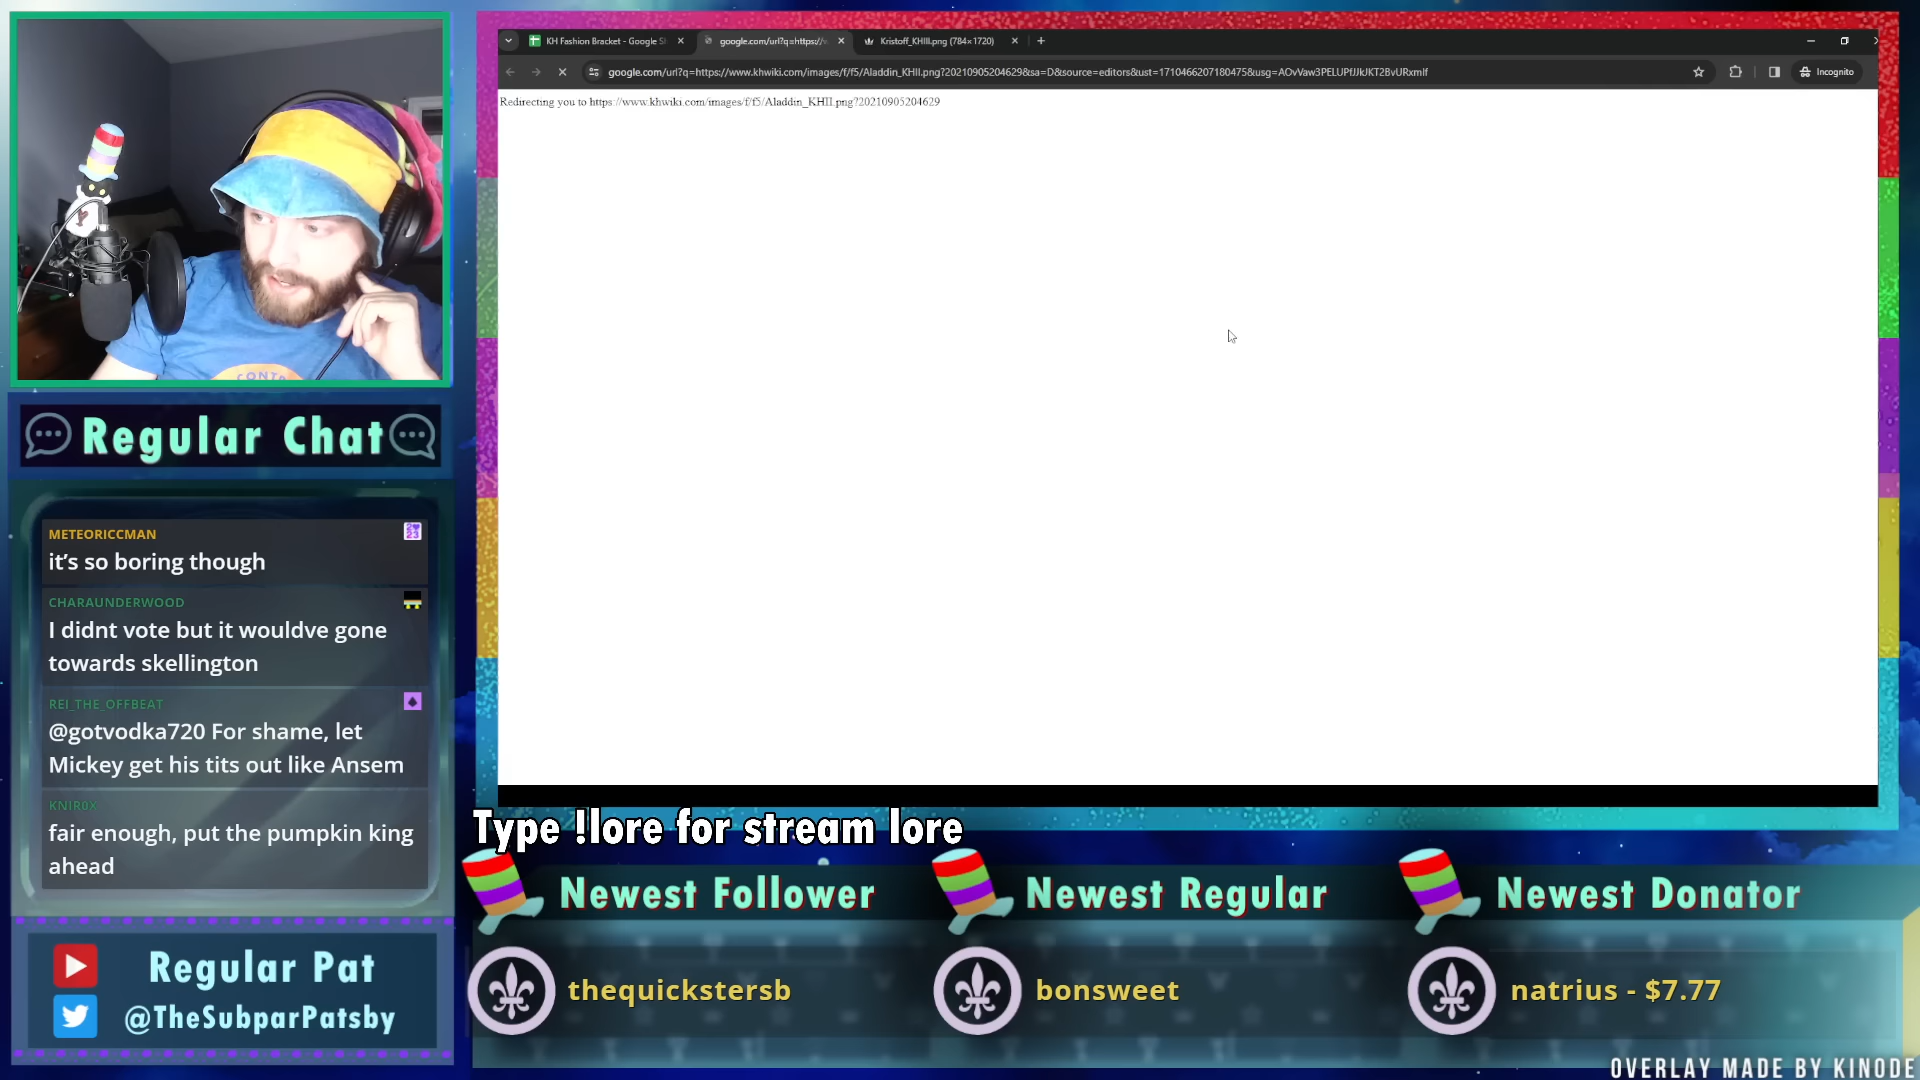 KH Fashion Bracket - Google S
google.com/url?q=https://
Kristoff_KHIII.png (784×1720)
google.com/url?q=https://www.khwiki.com/images/f/f5/Aladdin_KHII.png?20210905204629&sa=D&source=editors&ust=1710466207180475&usg=
Incognito
Redirecting you to https://www.khwiki.com/images/f/f5/Aladdin_KHII.png?20210905204629
CONT
Regular Chat
METEORICCMAN
it's so boring though
CHARAUNDERWOOD
I didnt vote but it wouldve gone
towards skellington
REI_THE_OFFBEAT
@gotvodka720 For shame, let
Mickey get his tits out like Ansem
KNIR0X
fair enough, put the pumpkin king
ahead
Regular Pat
@TheSubparPatsby
Type !lore for stream lore
Newest Follower
thequickstersb
Newest Regular
bonsweet
Newest Donator
natrius - $7.77
OVERLAY MADE BY KINODE